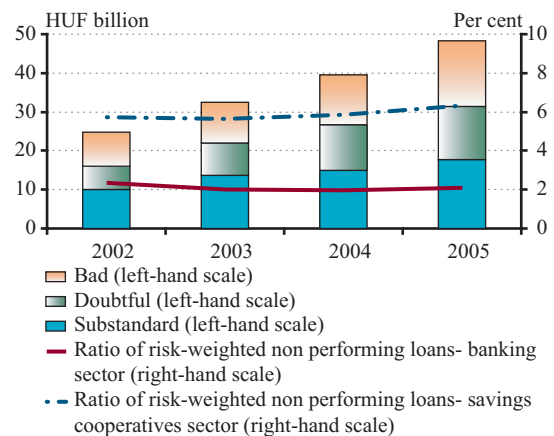 HUF billion Per cent
50 10
40 8
30 6
20 4
10 2
0 0
2002 2003 2004 2005
Bad (left-hand scale)
Doubtful (left-hand scale)
Substandard (left-hand scale)
Ratio of risk-weighted non performing loans- banking
sector (right-hand scale)
Ratio of risk-weighted non performing loans- savings
cooperatives sector (right-hand scale)